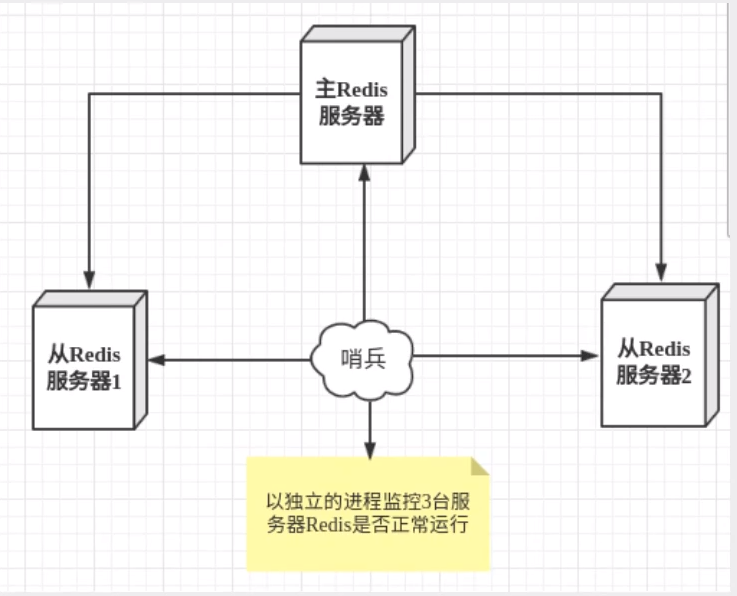 主Redis
服务器
从Redis
服务器1
哨兵
从Redis
服务器2
以独立的进程监控3台服
务器Redis是否正常运行